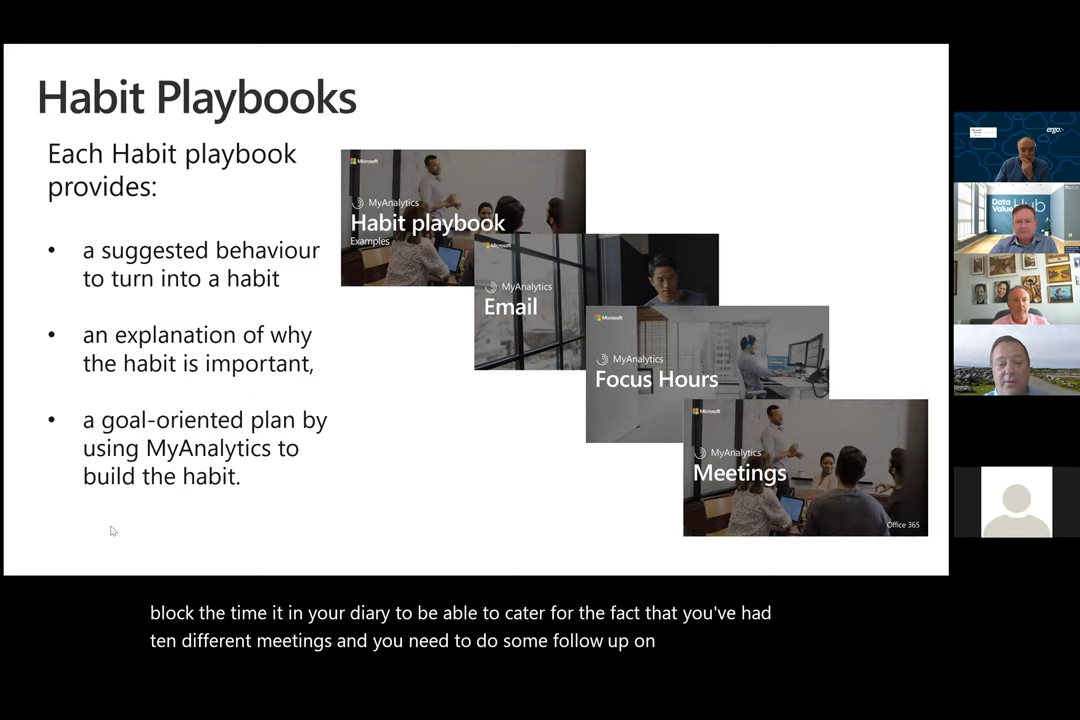 Habit Playbooks
Each Habit playbook
provides:
• a suggested behaviour
to turn into a habit
• an explanation of why
the habit is important,
• a goal-oriented plan by
using MyAnalytics to
build the habit.
Microsoft
MyAnalytics
Habit playbook
Examples
Microsoft
MyAnalytics
Email
Microsoft
MyAnalytics
Focus Hours
Microsoft
MyAnalytics
Meetings
Office 365
ergo
Data
Value Hub
block the time it in your diary to be able to cater for the fact that you've had
ten different meetings and you need to do some follow up on